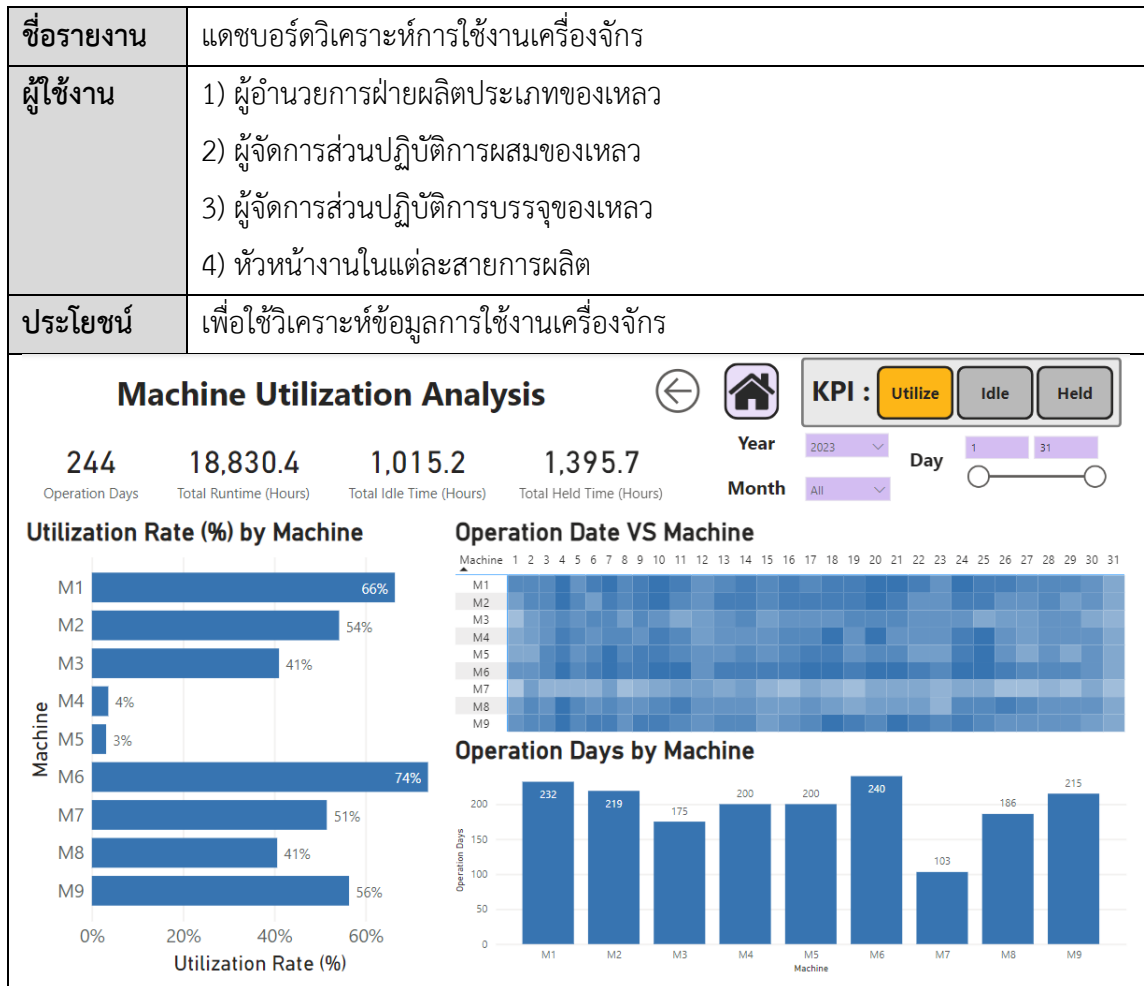 ชื่อรายงาน แดชบอร์ดวิเคราะห์การใช้งานเครื่องจักร
ผู้ใช้งาน 1) ผู้อำนวยการฝ่ายผลิตประเภทของเหลว
2) ผู้จัดการส่วนปฏิบัติการผสมของเหลว
3) ผู้จัดการส่วนปฏิบัติการบรรจุของเหลว
4) หัวหน้างานในแต่ละสายการผลิต
ประโยชน์ เพื่อใช้วิเคราะห์ข้อมูลการใช้งานเครื่องจักร
Machine Utilization Analysis
KPI : Utilize Idle Held
Year 2023
Day 1 31
Month All
244 18,830.4 1,015.2 1,395.7
Operation Days Total Runtime (Hours) Total Idle Time (Hours) Total Held Time (Hours)
Utilization Rate (%) by Machine
Machine
M1 66%
M2 54%
M3 41%
M4 4%
M5 3%
M6 74%
M7 51%
M8 41%
M9 56%
0% 20% 40% 60%
Utilization Rate (%)
Operation Date VS Machine
Machine 1 2 3 4 5 6 7 8 9 10 11 12 13 14 15 16 17 18 19 20 21 22 23 24 25 26 27 28 29 30 31
M1
M2
M3
M4
M5
M6
M7
M8
M9
Operation Days by Machine
Operation Days
200
150
100
50
0
232 219 175 200 200 240 103 186 215
M1 M2 M3 M4 M5 M6 M7 M8 M9
Machine